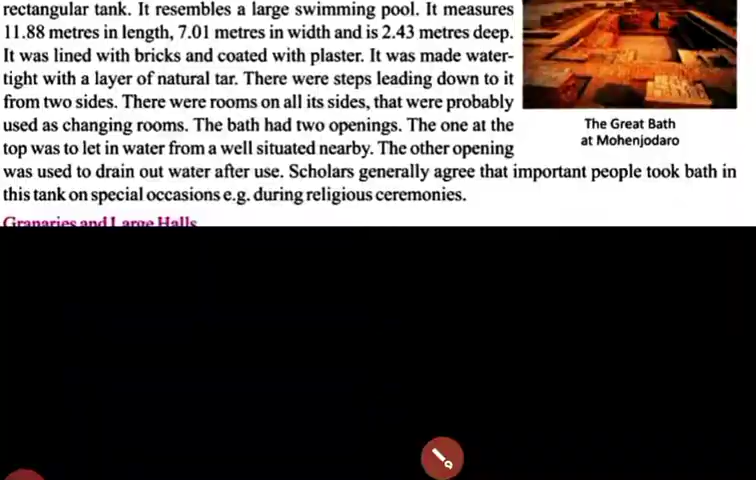 rectangular tank. It resembles a large swimming pool. It measures
11.88 metres in length, 7.01 metres in width and is 2.43 metres deep.
It was lined with bricks and coated with plaster. It was made water-
tight with a layer of natural tar. There were steps leading down to it
from two sides. There were rooms on all its sides, that were probably
used as changing rooms. The bath had two openings. The one at the
top was to let in water from a well situated nearby. The other opening
was used to drain out water after use. Scholars generally agree that important people took bath in
this tank on special occasions e.g. during religious ceremonies.
The Great Bath
at Mohenjodaro
Granaries and Large Halls